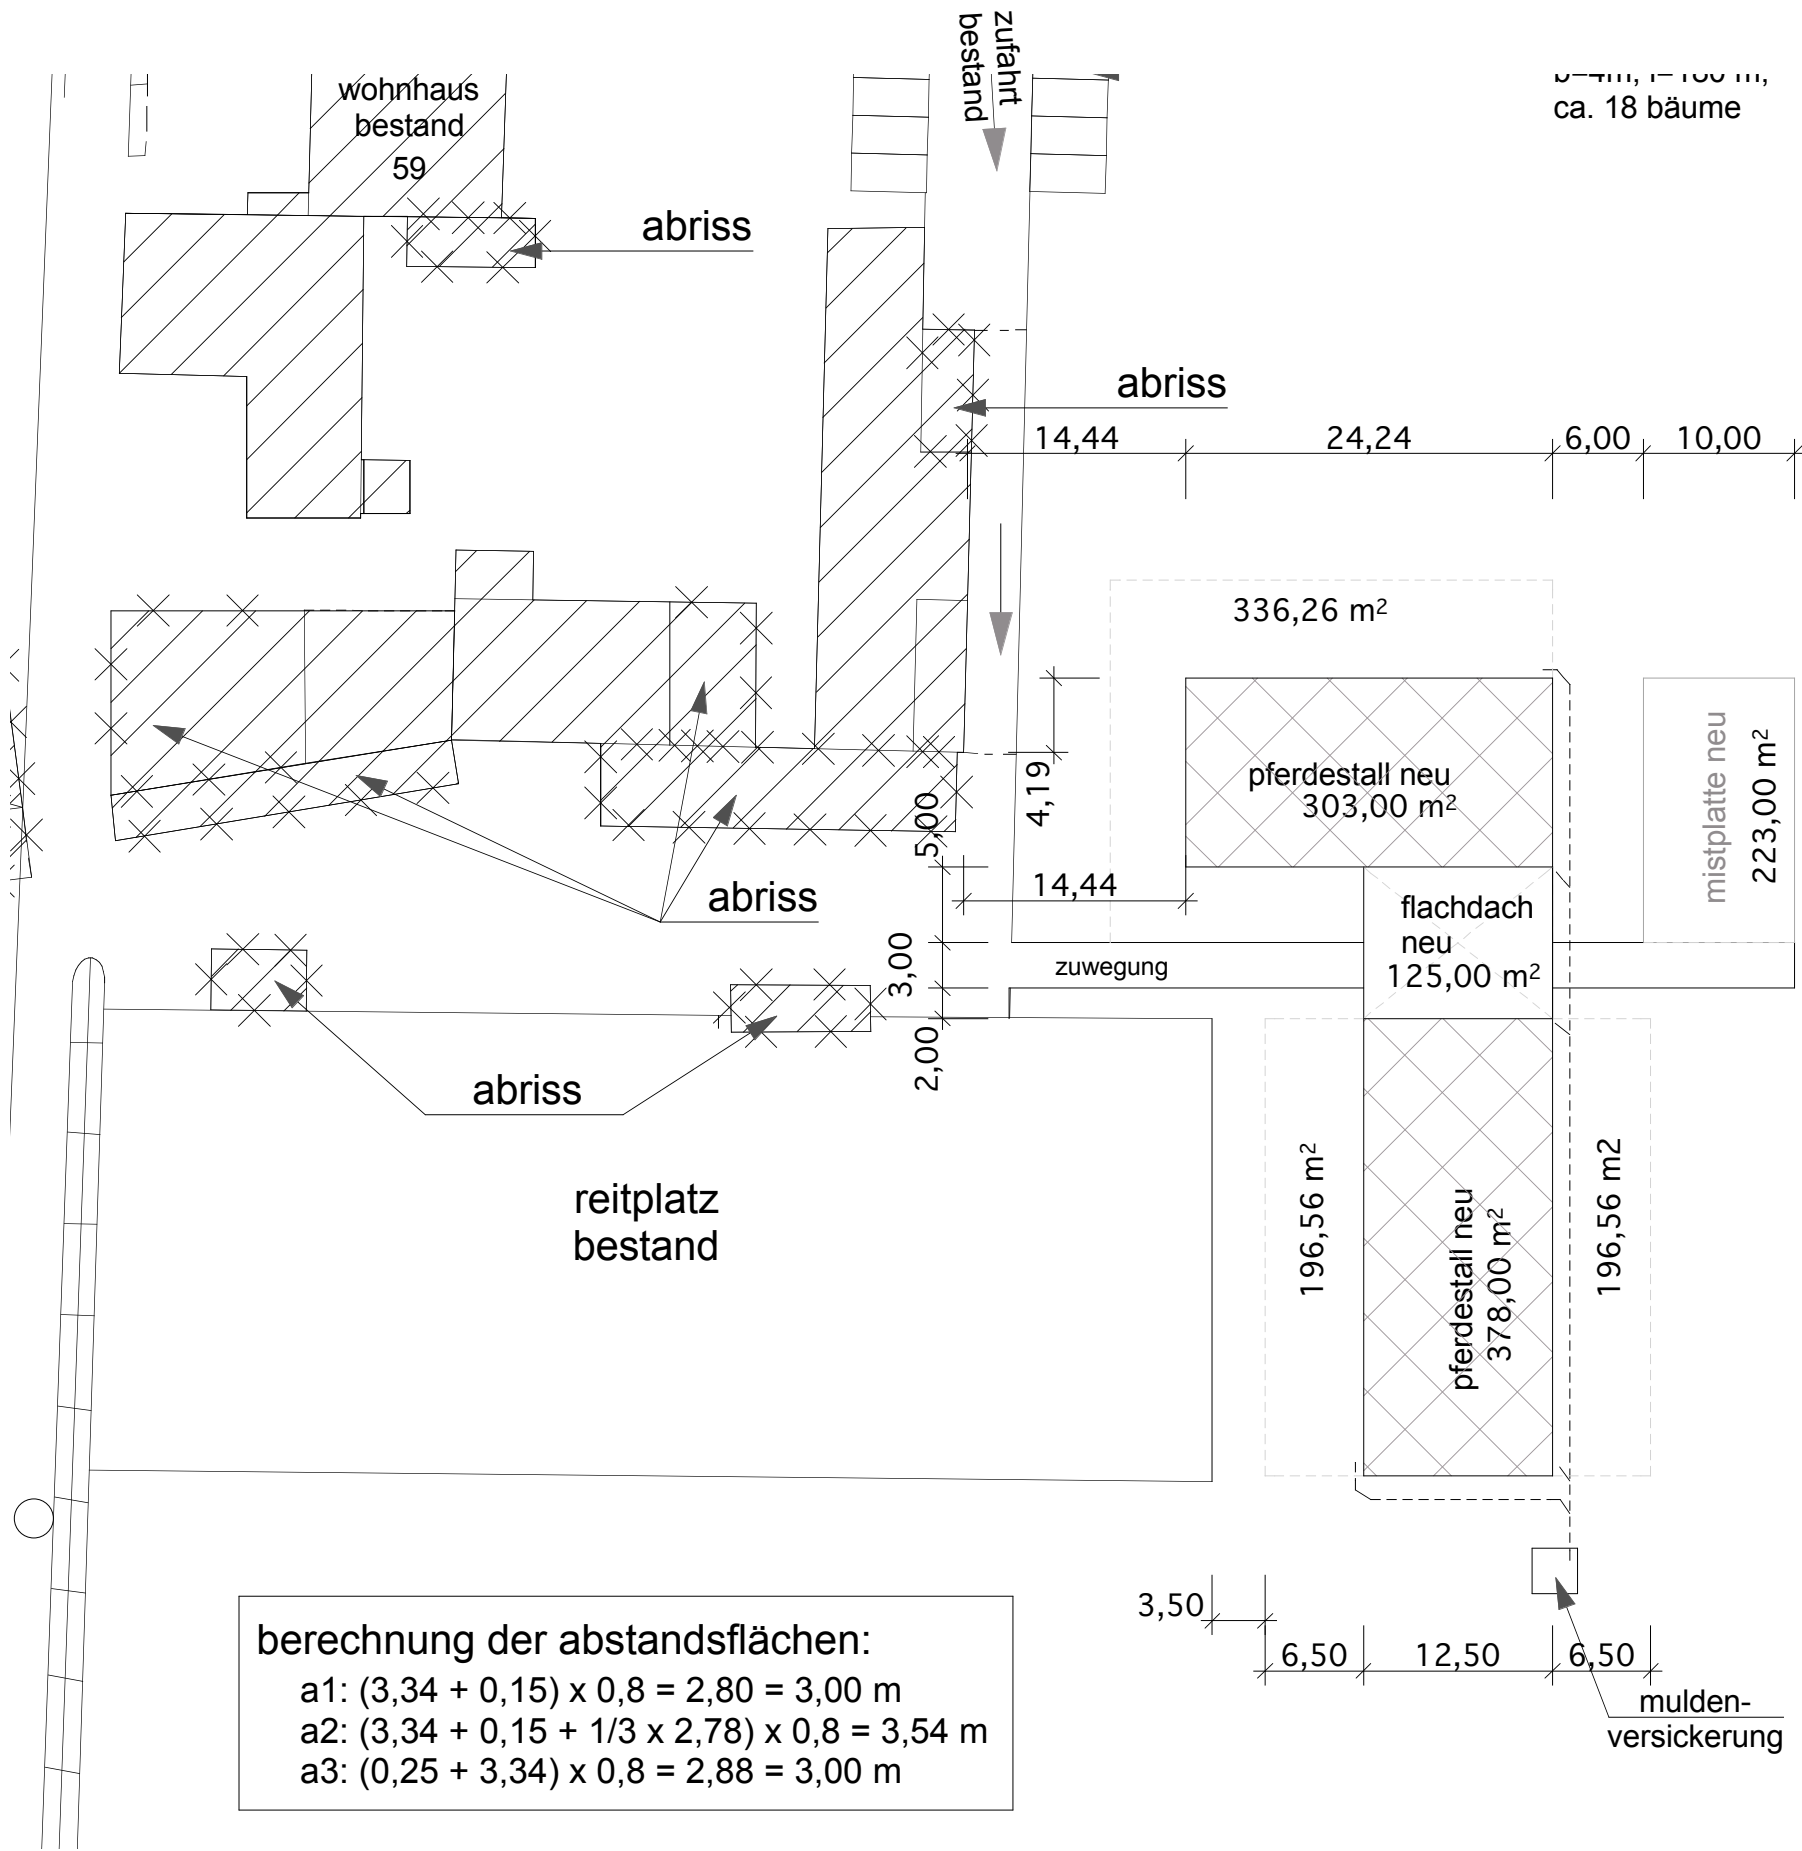 zufahrt
bestand
wohnhaus
bestand
59
ca. 18 bäume
abriss
abriss
14,44
24,24
6,00
10,00
336,26 m²
4,19
5,00
pferdestall neu
303,00 m²
mistplatte neu
223,00 m²
14,44
abriss
flachdach
neu
125,00 m²
3,00
zuwegung
2,00
abriss
reitplatz
bestand
196,56 m²
pferdestall neu
378,00 m²
196,56 m2
3,50
6,50
12,50
6,50
mulden-
versickerung
berechnung der abstandsflächen:
a1: (3,34 + 0,15) x 0,8 = 2,80 = 3,00 m
a2: (3,34 + 0,15 + 1/3 x 2,78) x 0,8 = 3,54 m
a3: (0,25 + 3,34) x 0,8 = 2,88 = 3,00 m